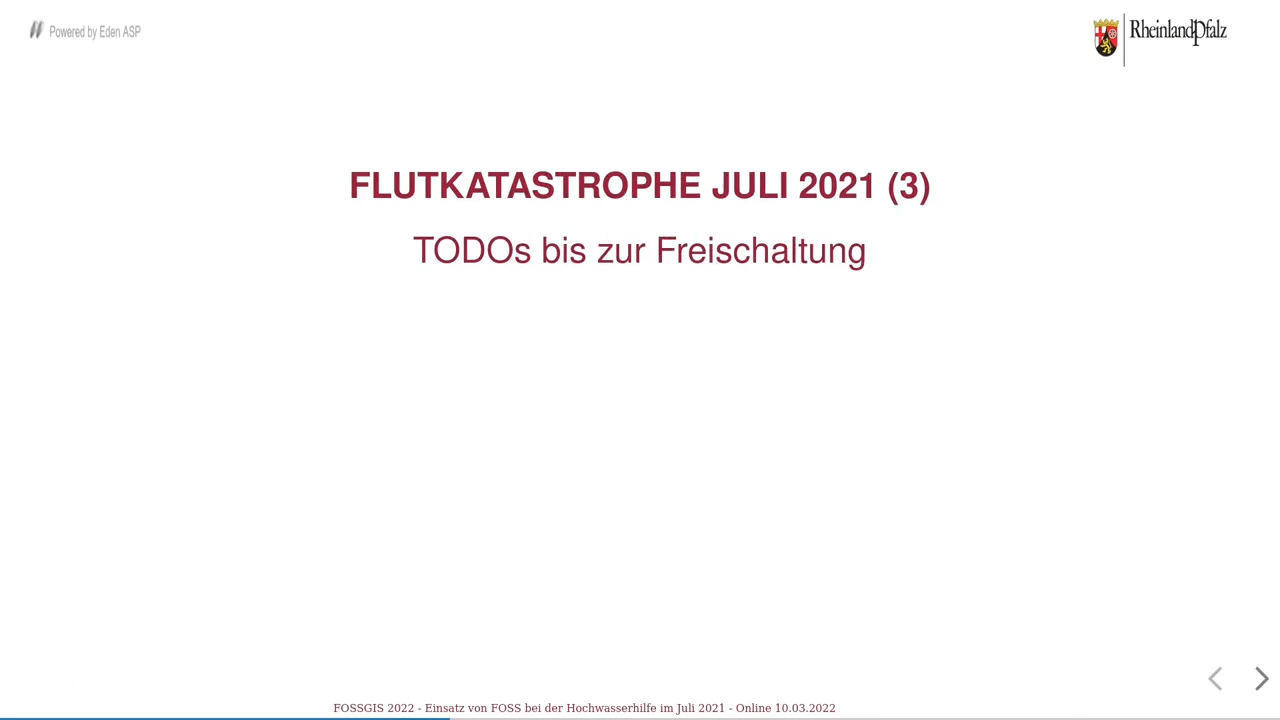 Powered by Eden ASP
RheinlandPfalz
FLUTKATASTROPHE JULI 2021 (3)
TODOs bis zur Freischaltung
FOSSGIS 2022 - Einsatz von FOSS bei der Hochwasserhilfe im Juli 2021 - Online 10.03.2022